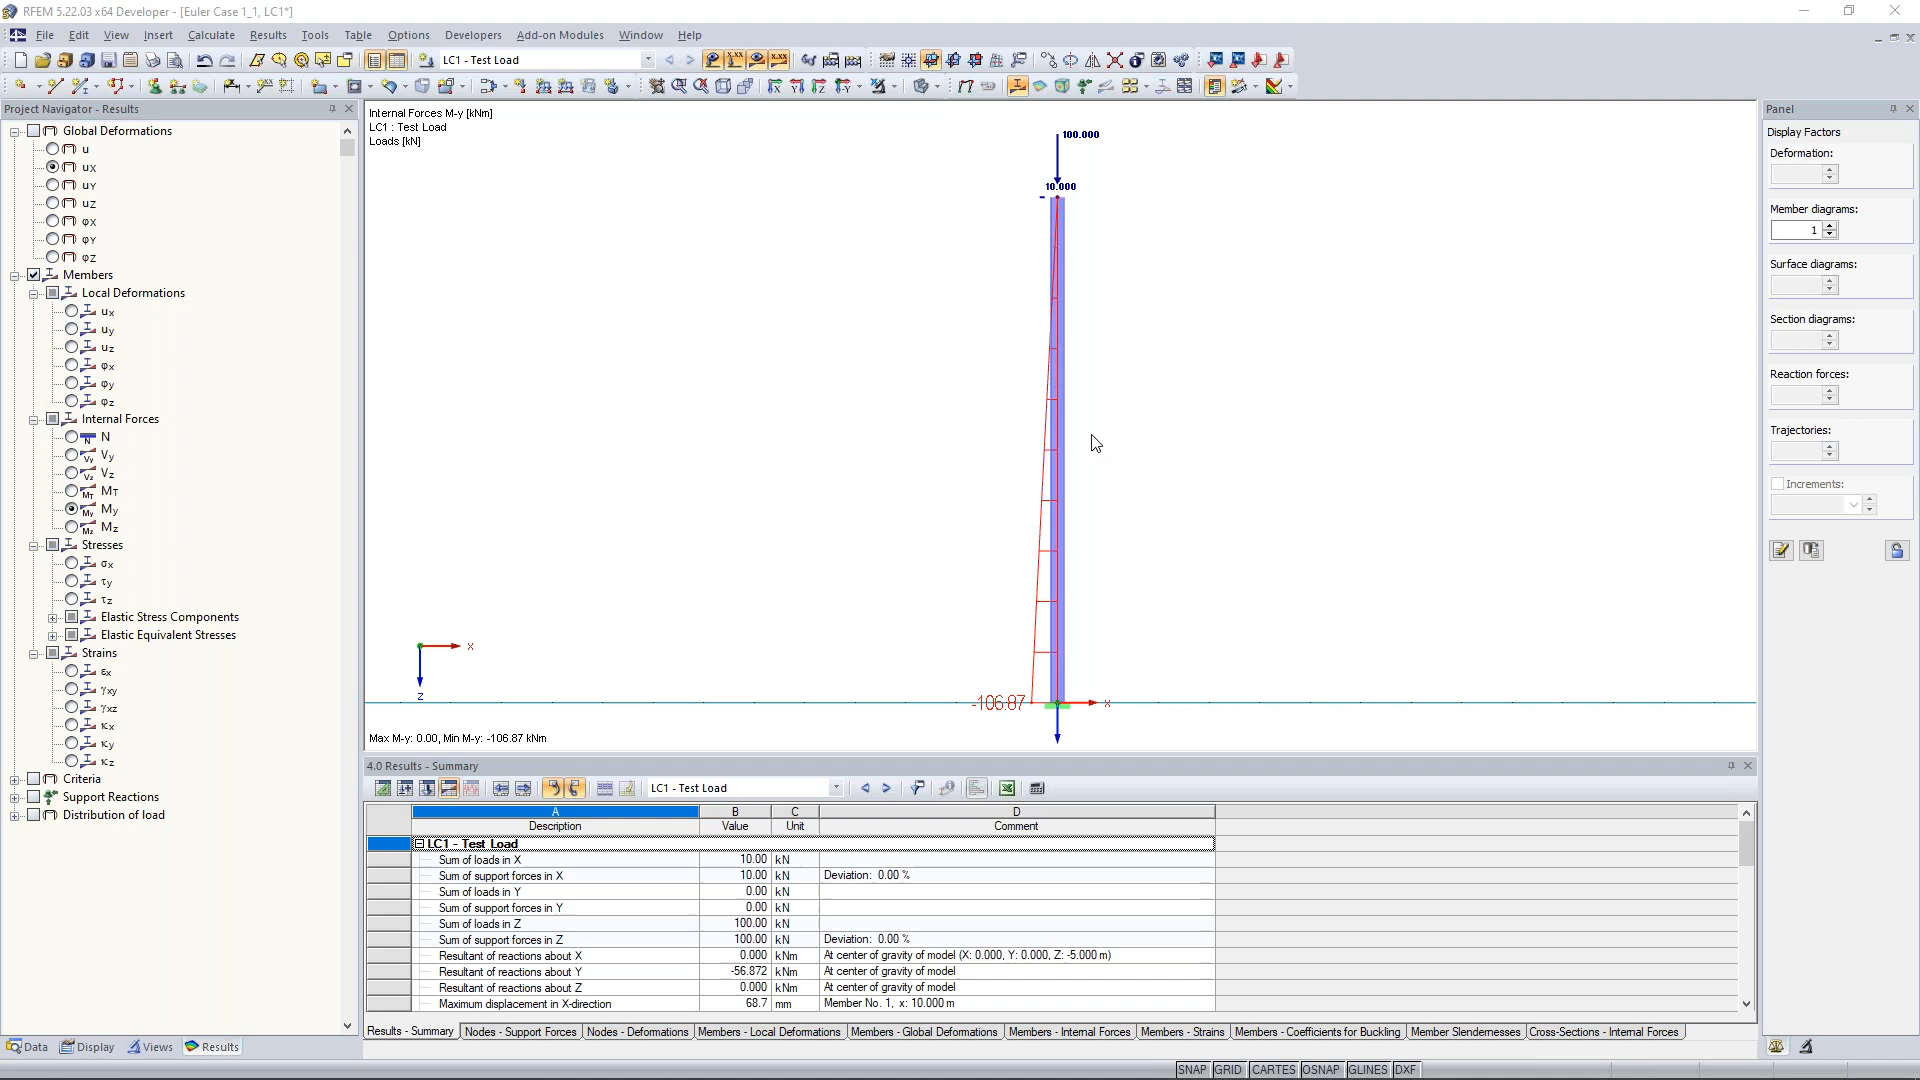 RFEM 5.22.03 x64 Developer - [Euler Case 1_1, LC1*]
File Edit View Insert Calculate Results Tools Table Options Developers Add-on Modules Window Help
LC1 - Test Load
Project Navigator - Results
Global Deformations
u
uX
uY
uZ
φX
φY
φZ
Members
Local Deformations
ux
uy
uz
φx
φy
φz
Internal Forces
N
Vy
Vz
MT
My
Mz
Stresses
σx
τy
τz
Elastic Stress Components
Elastic Equivalent Stresses
Strains
εx
γxy
γxz
κx
κy
κz
Criteria
Support Reactions
Distribution of load
Data Display Views Results
Internal Forces M-y [kNm]
LC1 : Test Load
Loads [kN]
100.000
10.000
X
Z
-106.87
X
Max M-y: 0.00, Min M-y: -106.87 kNm
4.0 Results - Summary
LC1 - Test Load
A B C D
Description Value Unit Comment
LC1 - Test Load
Sum of loads in X 10.00 kN
Sum of support forces in X 10.00 kN Deviation: 0.00 %
Sum of loads in Y 0.00 kN
Sum of support forces in Y 0.00 kN
Sum of loads in Z 100.00 kN
Sum of support forces in Z 100.00 kN Deviation: 0.00 %
Resultant of reactions about X 0.000 kNm At center of gravity of model (X: 0.000, Y: 0.000, Z: -5.000 m)
Resultant of reactions about Y -56.872 kNm At center of gravity of model
Resultant of reactions about Z 0.000 kNm At center of gravity of model
Maximum displacement in X-direction 68.7 mm Member No. 1, x: 10.000 m
Results - Summary Nodes - Support Forces Nodes - Deformations Members - Local Deformations Members - Global Deformations Members - Internal Forces Members - Strains Members - Coefficients for Buckling Member Slendernesses Cross-Sections - Internal Forces
Panel
Display Factors
Deformation:
Member diagrams:
1
Surface diagrams:
Section diagrams:
Reaction forces:
Trajectories:
Increments:
SNAP GRID CARTES OSNAP GLINES DXF